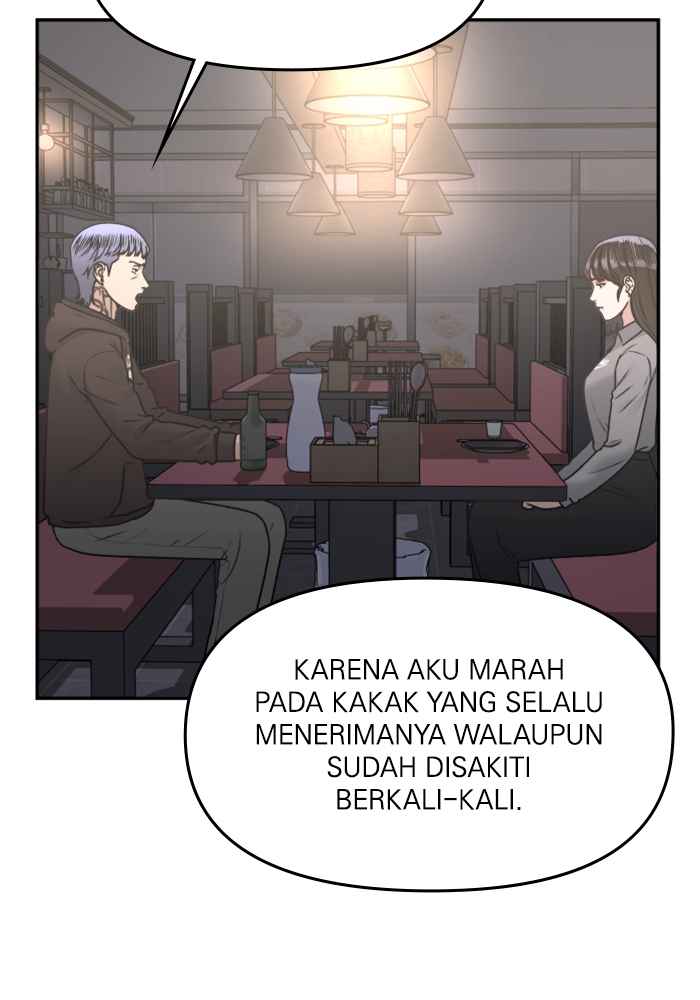 KARENA AKU MARAH
PADA KAKAK YANG SELALU
MENERIMANYA WALAUPUN
SUDAH DISAKITI
BERKALI-KALI.